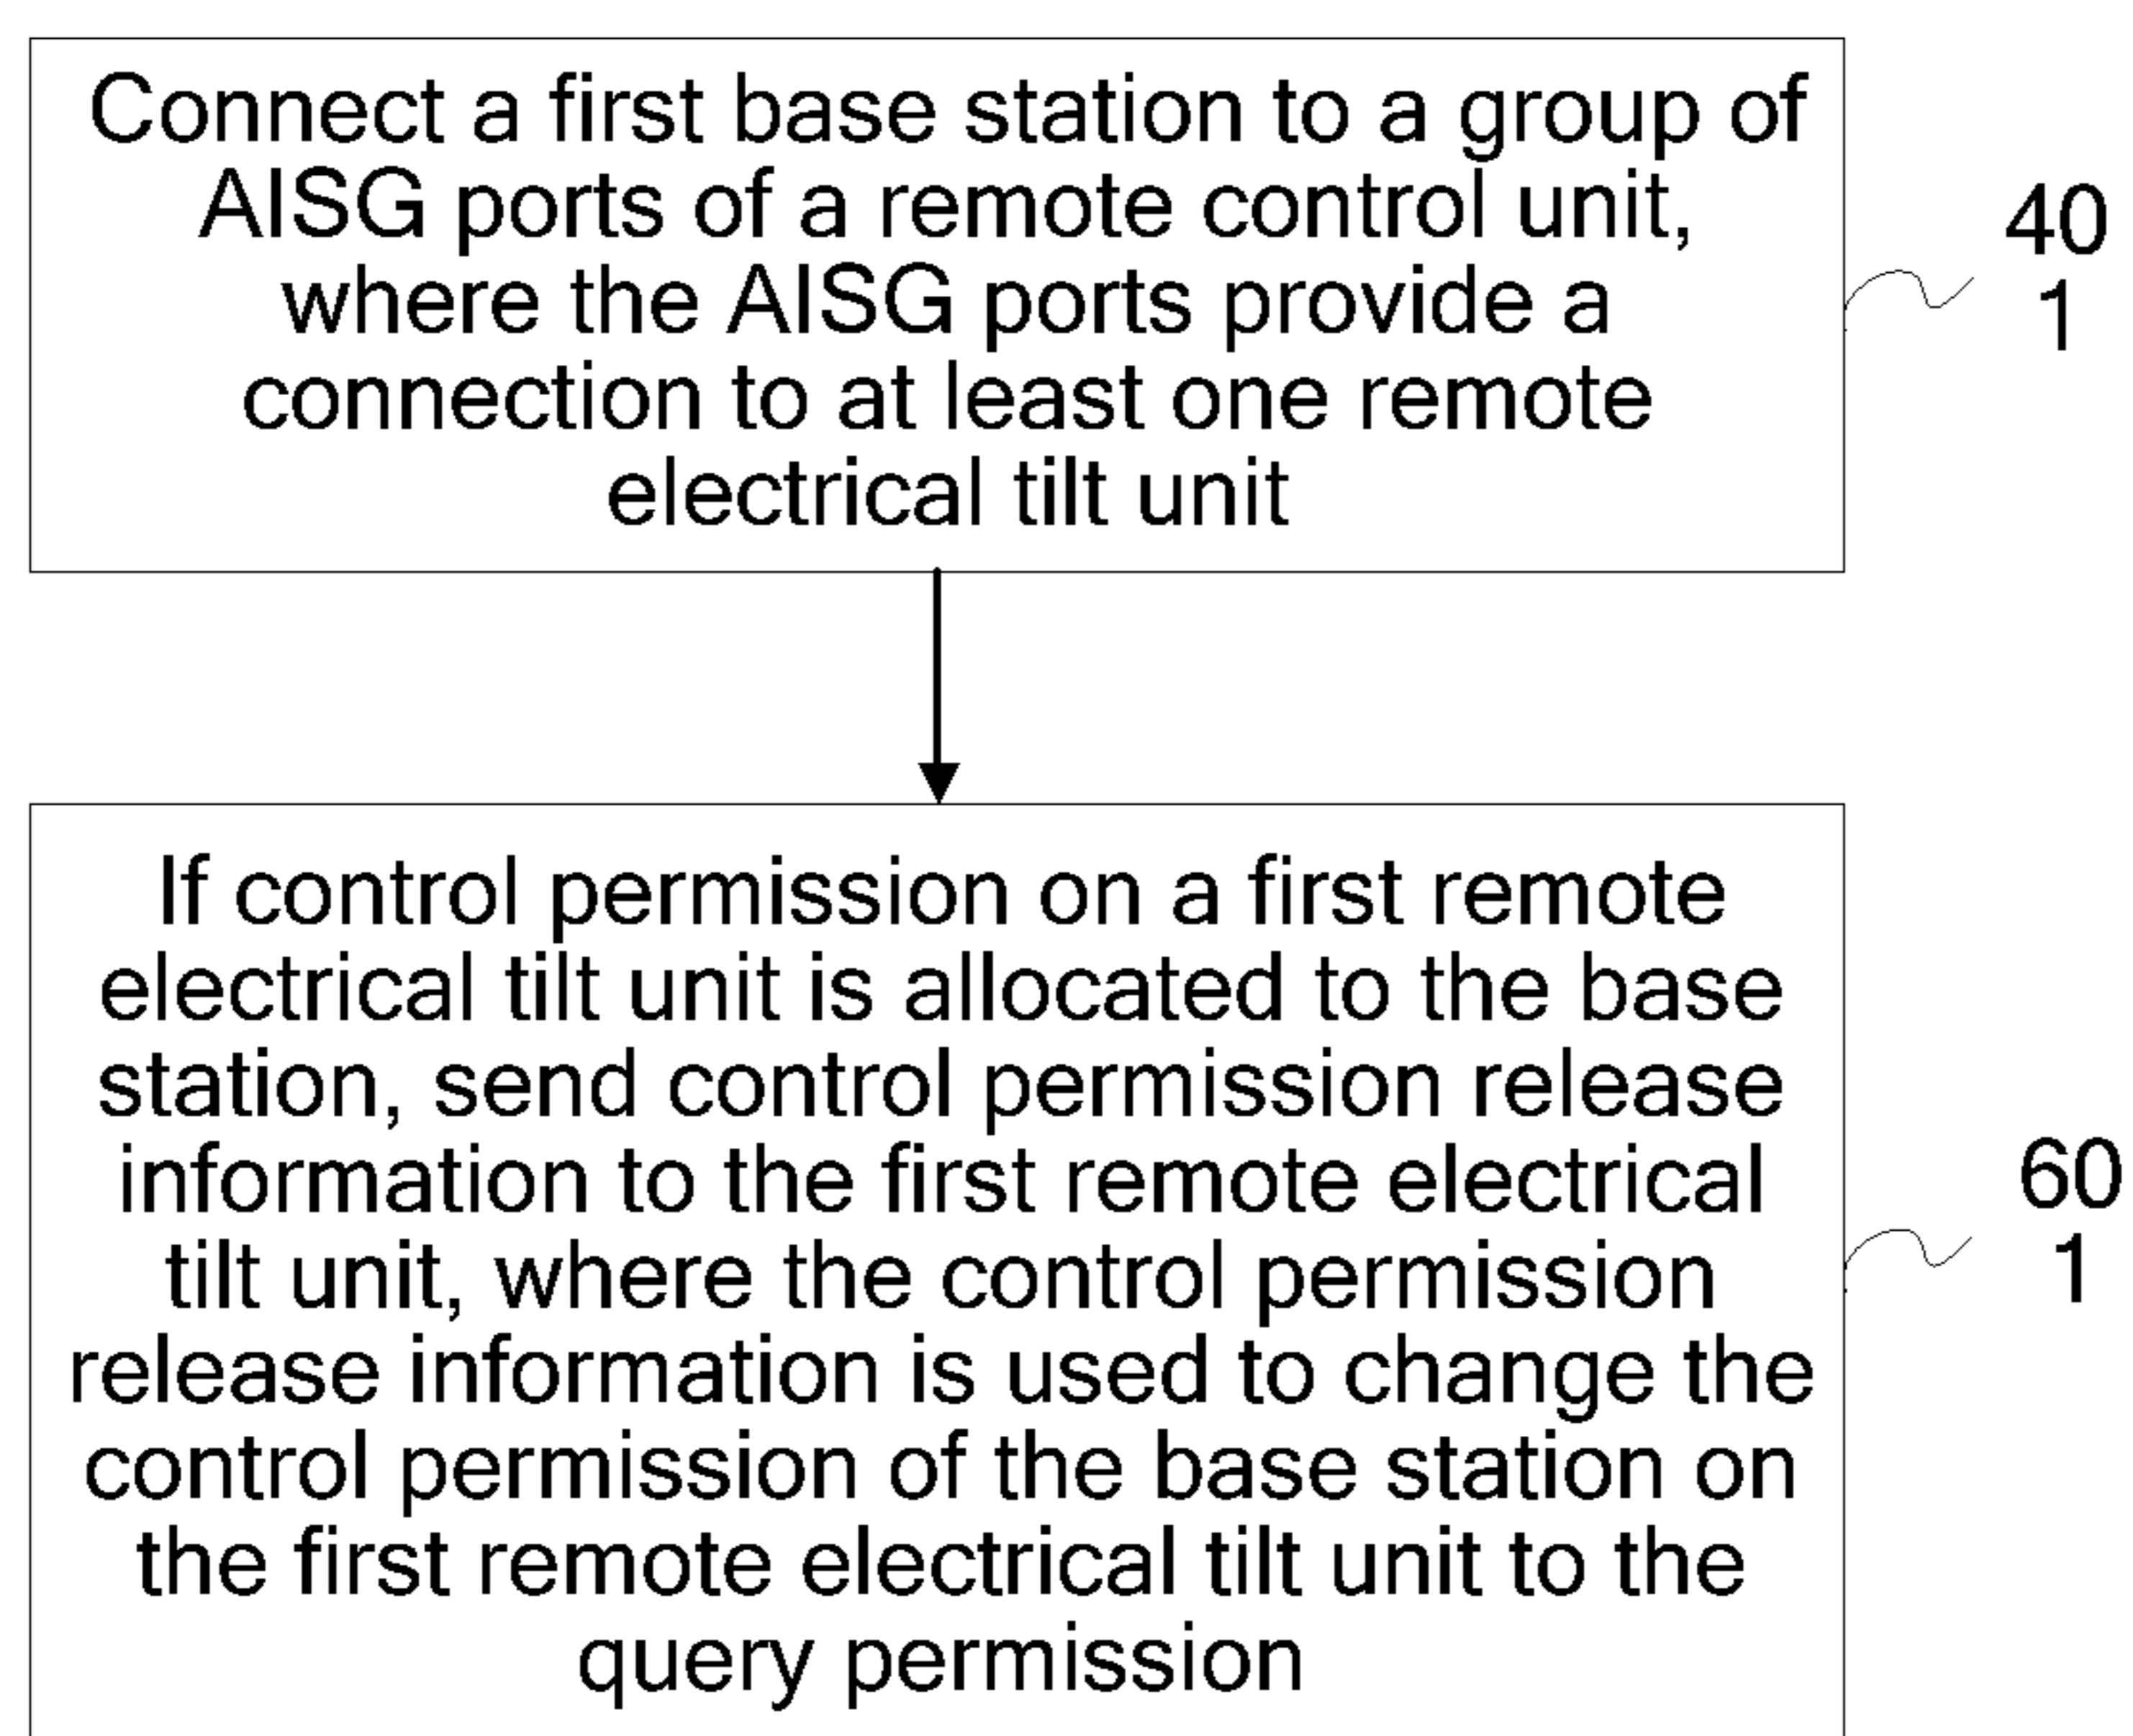 Connect a first base station to a group of
AISG ports of a remote control unit,
where the AISG ports provide a
connection to at least one remote
electrical tilt unit
40
1
If control permission on a first remote
electrical tilt unit is allocated to the base
station, send control permission release
information to the first remote electrical
tilt unit, where the control permission
release information is used to change the
control permission of the base station on
the first remote electrical tilt unit to the
query permission
60
1